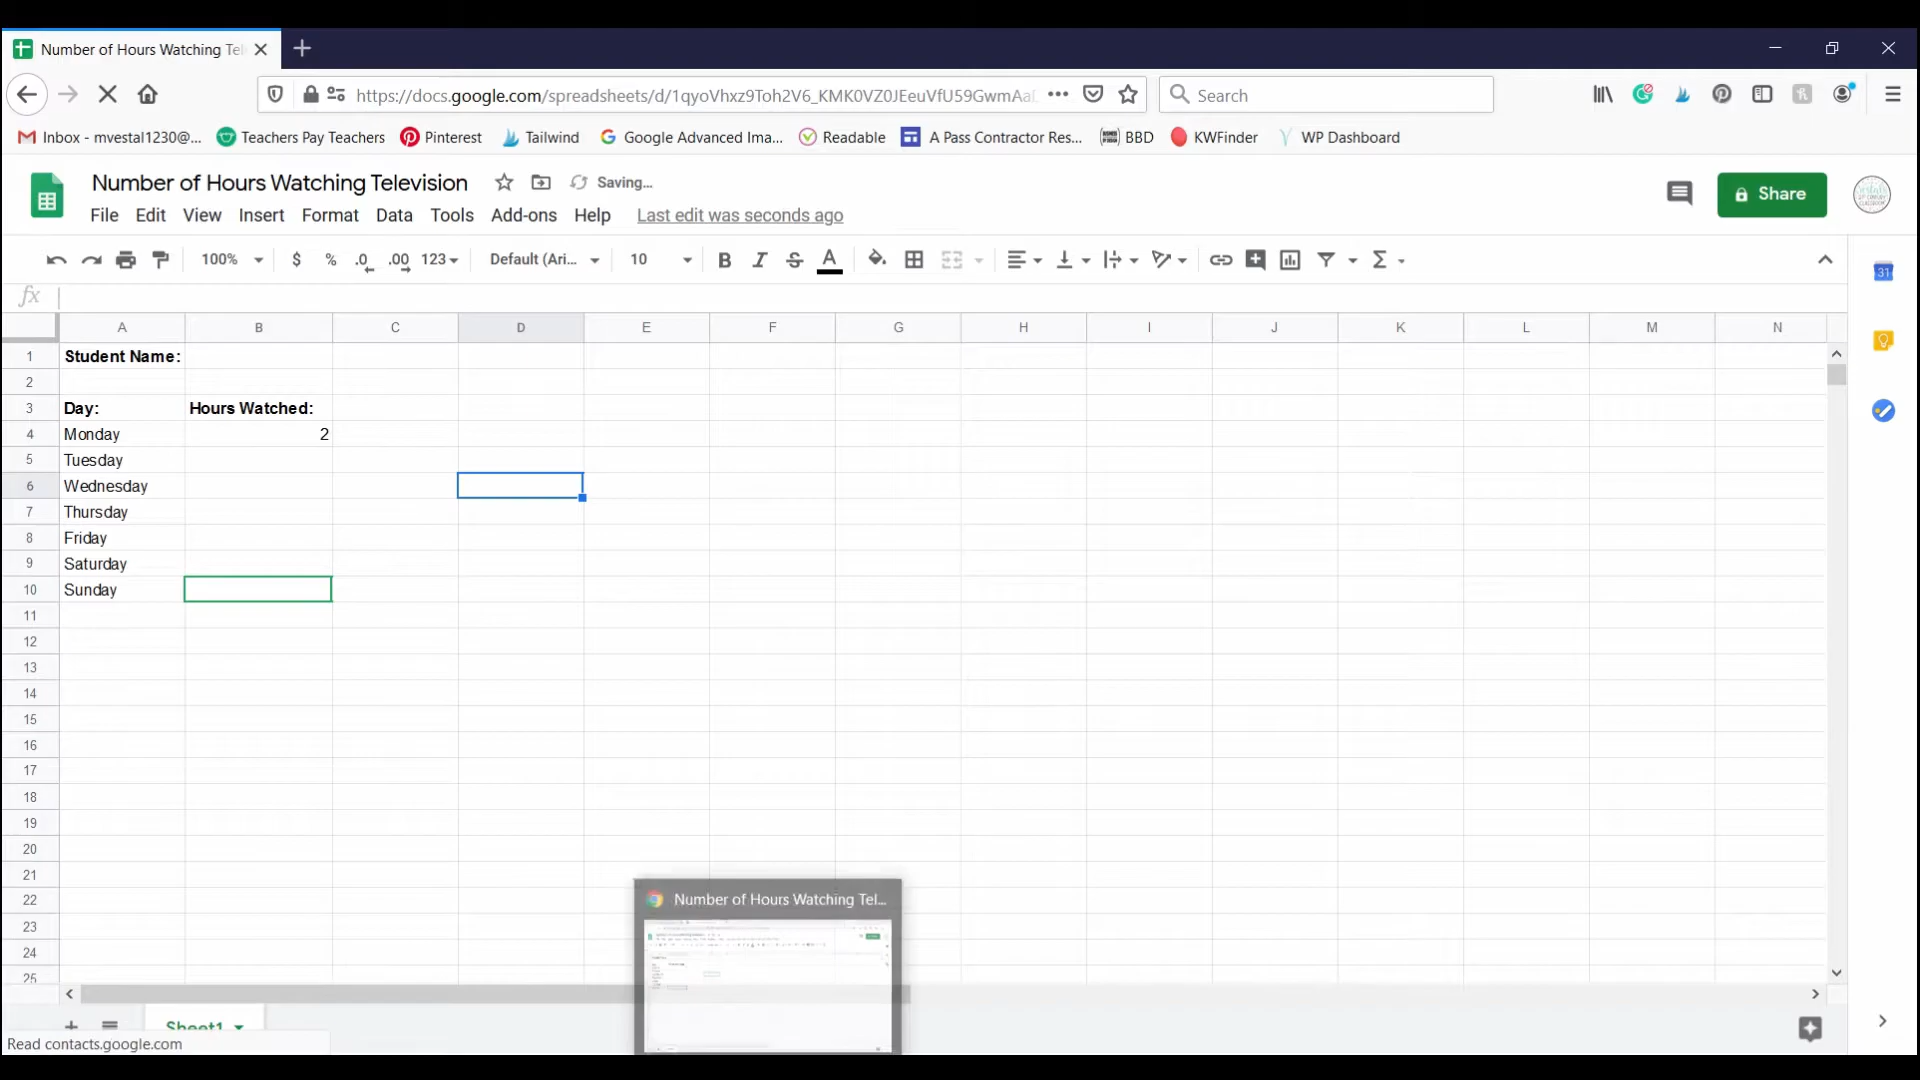 Number of Hours Watching Tel
https://docs.google.com/spreadsheets/d/1qyoVhxz9Toh2V6_KMK0VZ0JEeuVfU59GwmAa
Search
Inbox - mvestal1230@... Teachers Pay Teachers Pinterest Tailwind Google Advanced Ima... Readable A Pass Contractor Res... BBD KWFinder WP Dashboard
Number of Hours Watching Television Saving...
File Edit View Insert Format Data Tools Add-ons Help Last edit was seconds ago
Share
100% $ % .0 .00 123 Default (Ari... 10 B I S A
fx
A B C D E F G H I J K L M N
1 Student Name:
2
3 Day: Hours Watched:
4 Monday 2
5 Tuesday
6 Wednesday
7 Thursday
8 Friday
9 Saturday
10 Sunday
11
12
13
14
15
16
17
18
19
20
21
22
23
24
25
Number of Hours Watching Tel...
Sheet1
Read contacts.google.com
31